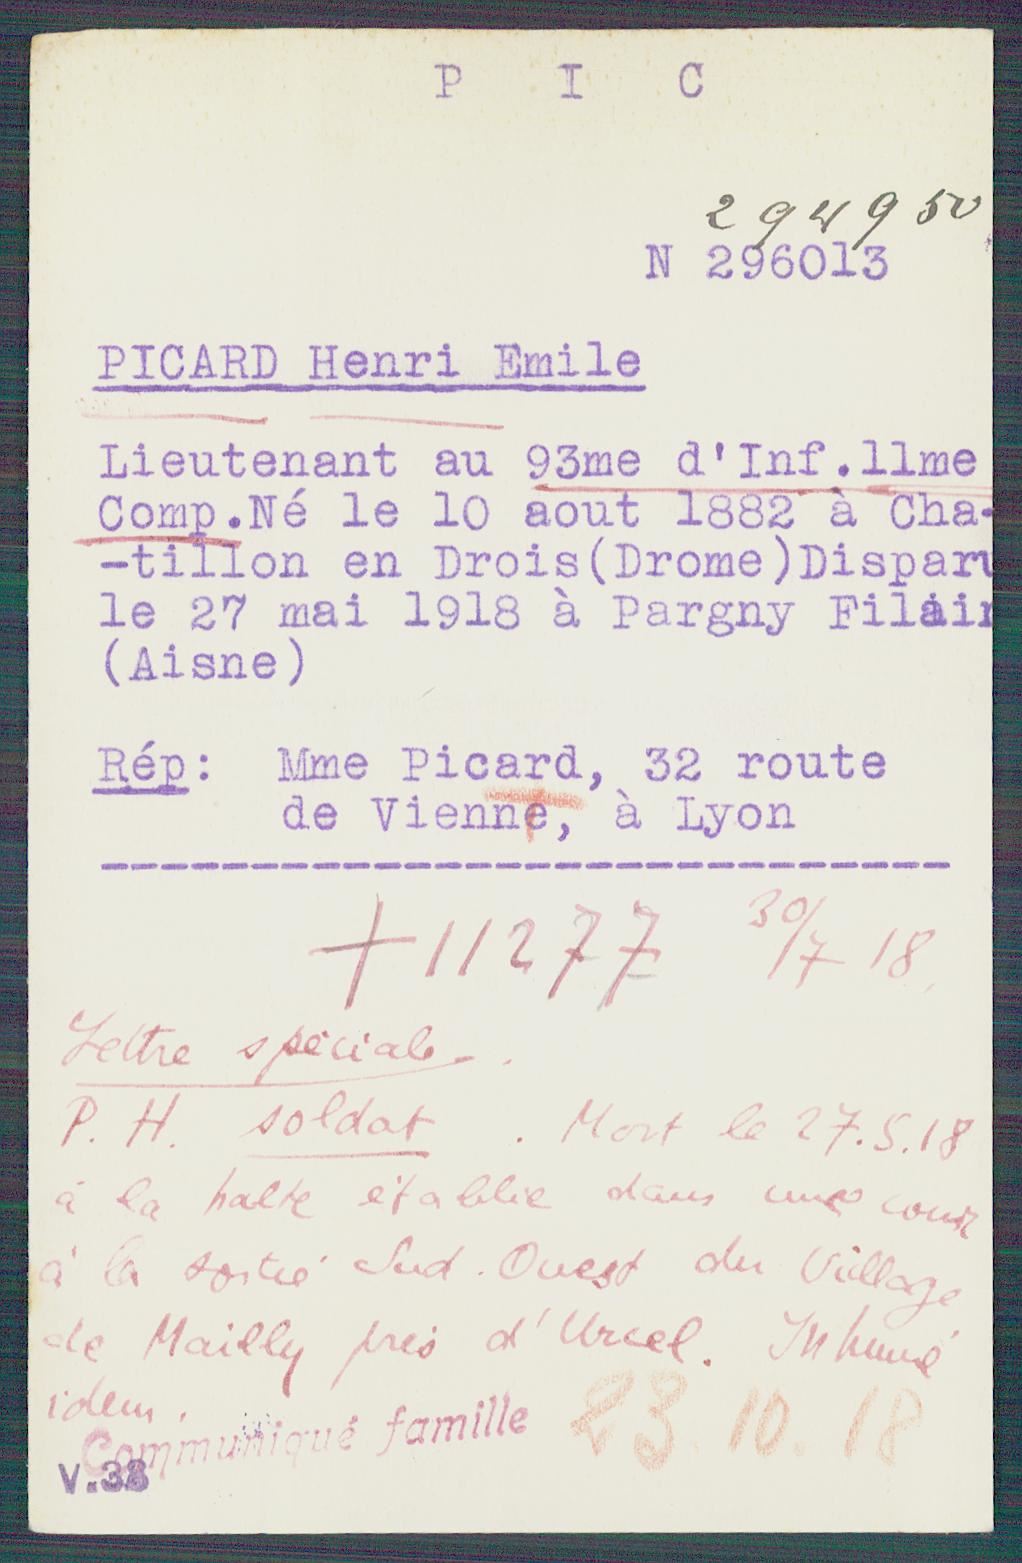 P I C
294950
N 296013
PICARD Henri Emile
Lieutenant au 93me d'Inf.11me
Comp.Né le 10 aout 1882 à Cha-
-tillon en Drois(Drome)Disparu
le 27 mai 1918 à Pargny Filair
(Aisne)
Rép: Mme Picard, 32 route
de Vienne, à Lyon
+ 11277 30/7 18.
Lettre spéciale.
P. H. soldat. Mort le 27.5.18
à la halte établie dans une cour
à la sortie Sud-Ouest du Village
de Mailly près d'Urcel. Inhumé
idem.
Communiqué famille 23.10.18
V.38